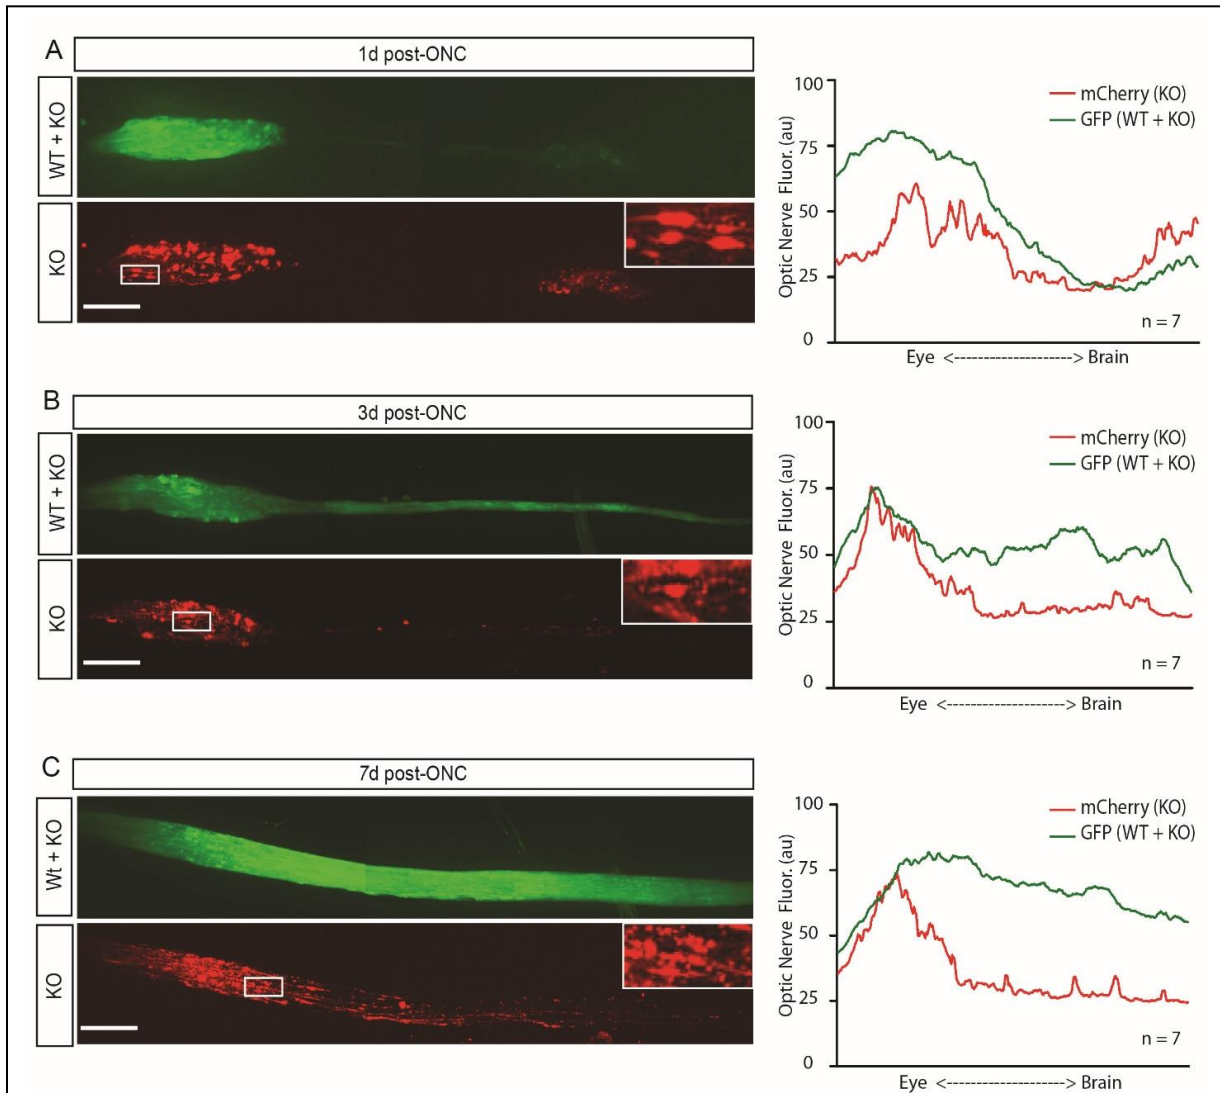 A
1d post-ONC
WT + KO
KO
100
75
50
25
0
Optic Nerve Fluor. (au)
mCherry (KO)
GFP (WT + KO)
n = 7
Eye <---------------------> Brain
B
3d post-ONC
WT + KO
KO
100
75
50
25
0
Optic Nerve Fluor. (au)
mCherry (KO)
GFP (WT + KO)
n = 7
Eye <---------------------> Brain
C
7d post-ONC
Wt + KO
KO
100
75
50
25
0
Optic Nerve Fluor. (au)
mCherry (KO)
GFP (WT + KO)
n = 7
Eye <---------------------> Brain